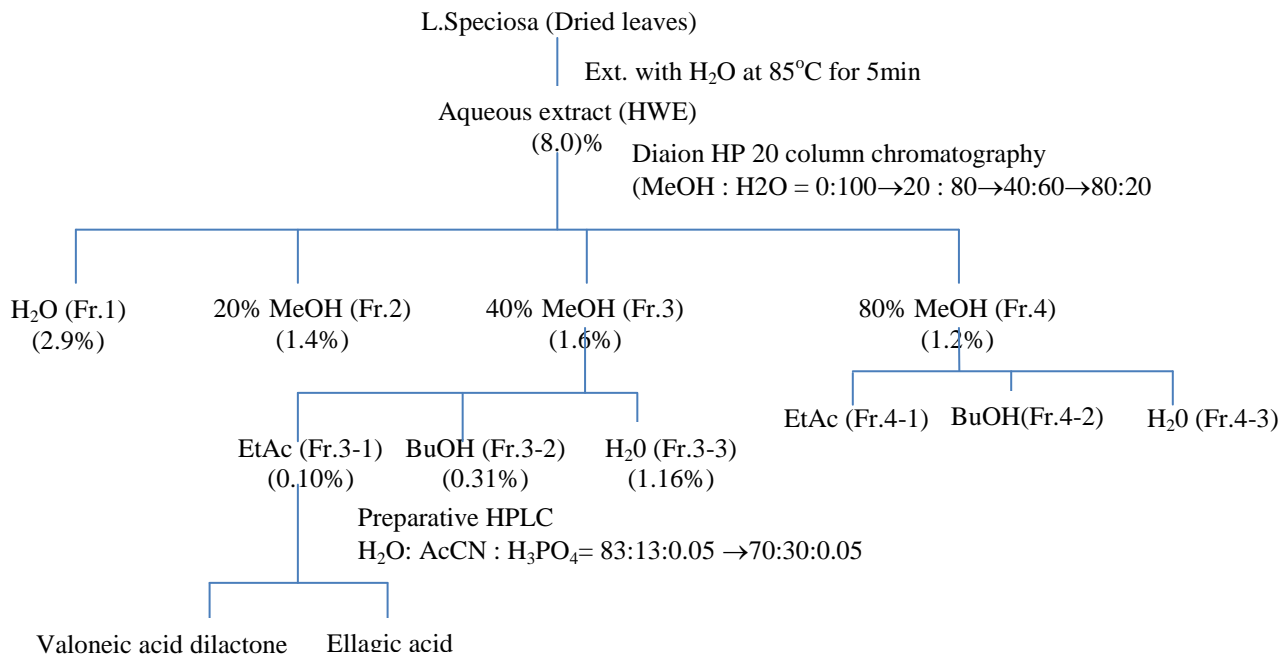 L.Speciosa (Dried leaves)
Ext. with H₂O at 85°C for 5min
Aqueous extract (HWE)
(8.0)%
Diaion HP 20 column chromatography
(MeOH : H2O = 0:100→20 : 80→40:60→80:20
H₂O (Fr.1) 20% MeOH (Fr.2) 40% MeOH (Fr.3) 80% MeOH (Fr.4)
(2.9%) (1.4%) (1.6% (1.2%)
EtAc (Fr.4-1) BuOH(Fr.4-2) H₂0 (Fr.4-3)
EtAc (Fr.3-1) BuOH (Fr.3-2) H₂0 (Fr.3-3)
(0.10%) (0.31%) (1.16%)
Preparative HPLC
H₂O: AcCN : H₃PO₄= 83:13:0.05 →70:30:0.05
Valoneic acid dilactone Ellagic acid